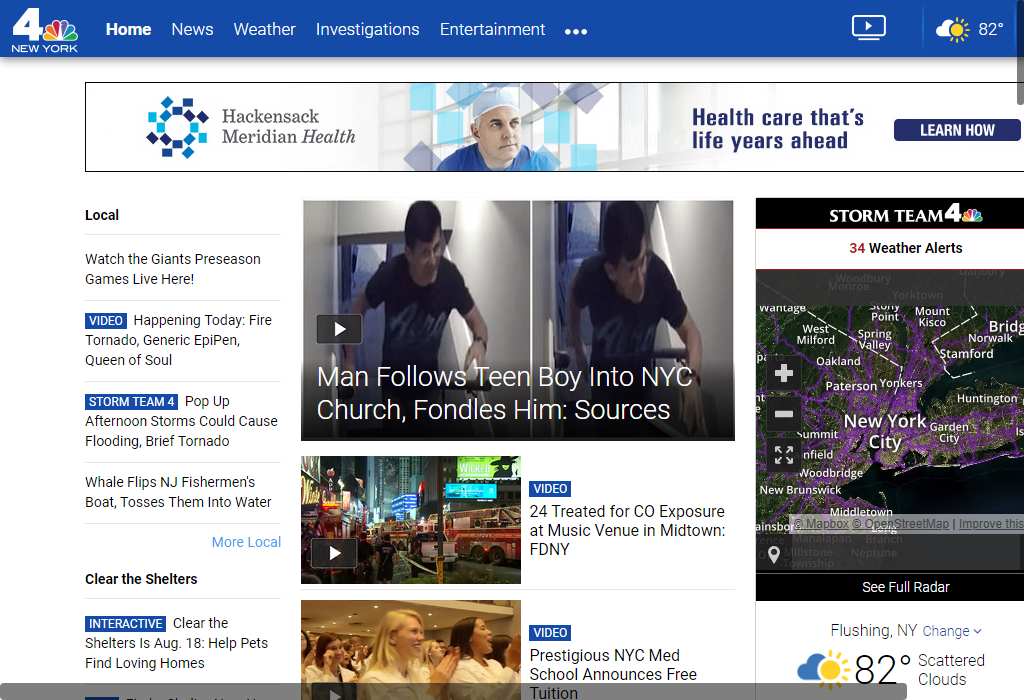 4
NEW YORK
Home
News
Weather
Investigations
Entertainment
82°
Hackensack
Meridian Health
Health care that's
life years ahead
LEARN HOW
Local
Watch the Giants Preseason
Games Live Here!
VIDEO Happening Today: Fire
Tornado, Generic EpiPen,
Queen of Soul
STORM TEAM 4 Pop Up
Afternoon Storms Could Cause
Flooding, Brief Tornado
Whale Flips NJ Fishermen's
Boat, Tosses Them Into Water
More Local
Clear the Shelters
INTERACTIVE Clear the
Shelters Is Aug. 18: Help Pets
Find Loving Homes
Man Follows Teen Boy Into NYC
Church, Fondles Him: Sources
WICKED
VIDEO
24 Treated for CO Exposure
at Music Venue in Midtown:
FDNY
VIDEO
Prestigious NYC Med
School Announces Free
Tuition
STORM TEAM 4
34 Weather Alerts
Danbury
Woodbury
Monroe
Yorktown
Wantage
Stony
Point
Mount
Kisco
West
Milford
Spring
Valley
Bridg
Norwalk
Stamford
Oakland
Paterson
Yonkers
Huntington
New York
City
Garden
City
Is
Summit
nfield
Woodbridge
New Brunswick
Middletown
ainsbor
Long
© Mapbox © OpenStreetMap | Improve this
Manalapan
Branch
Millstone
Township
Neptune
See Full Radar
Flushing, NY Change
82°
Scattered
Clouds